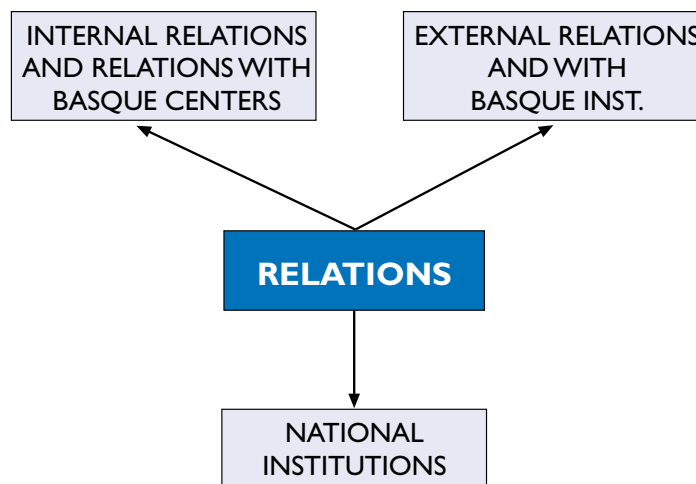 INTERNAL RELATIONS
AND RELATIONS WITH
BASQUE CENTERS
EXTERNAL RELATIONS
AND WITH
BASQUE INST.
RELATIONS
NATIONAL
INSTITUTIONS